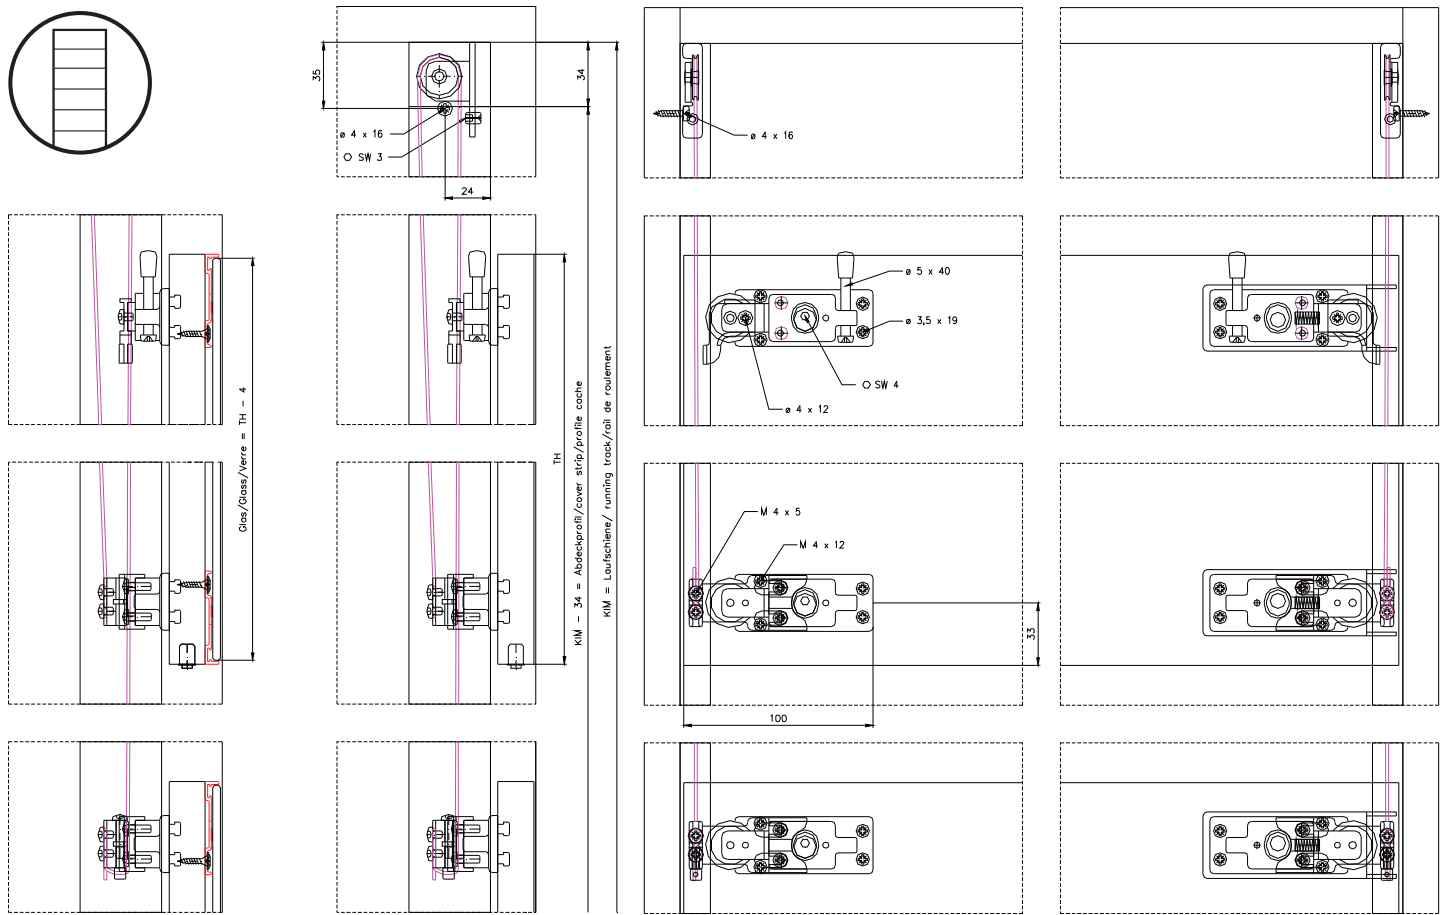 35
34
ø 4 x 16
SW 3
24
ø 4 x 16
Glas/Glass/Verre = TH - 4
TH
KIM - 34 = Abdeckprofil/cover strip/profile cache
KIM = Laufschiene/ running track/rail de roulement
ø 5 x 40
ø 3,5 x 19
SW 4
ø 4 x 12
M 4 x 5
M 4 x 12
33
100